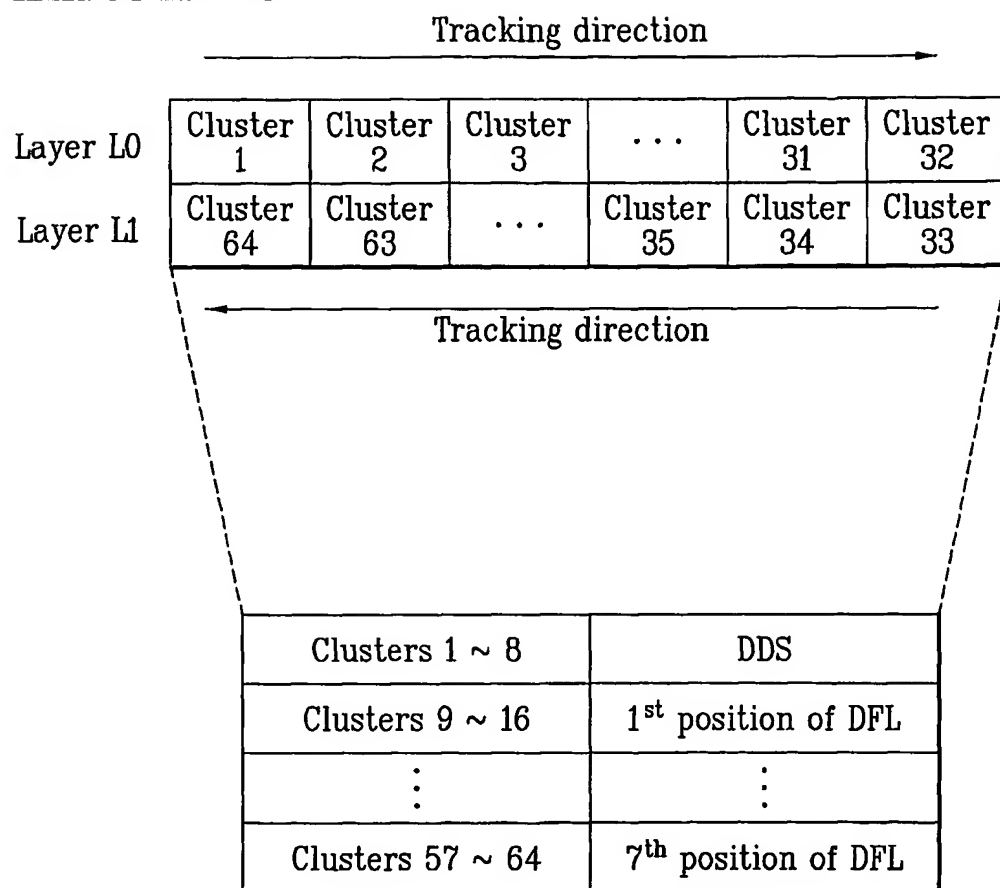 Tracking direction
Layer L0
Cluster 1
Cluster 2
Cluster 3
...
Cluster 31
Cluster 32
Layer L1
Cluster 64
Cluster 63
...
Cluster 35
Cluster 34
Cluster 33
Tracking direction
Clusters 1 ~ 8 DDS
Clusters 9 ~ 16 1st position of DFL
⋮ ⋮
Clusters 57 ~ 64 7th position of DFL